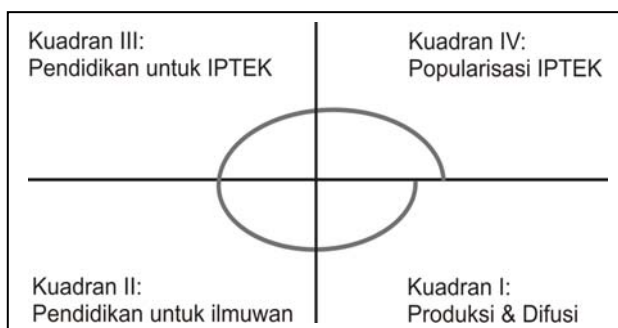 Kuadran III:
Pendidikan untuk IPTEK
Kuadran IV:
Popularisasi IPTEK
Kuadran II:
Pendidikan untuk ilmuwan
Kuadran I:
Produksi & Difusi